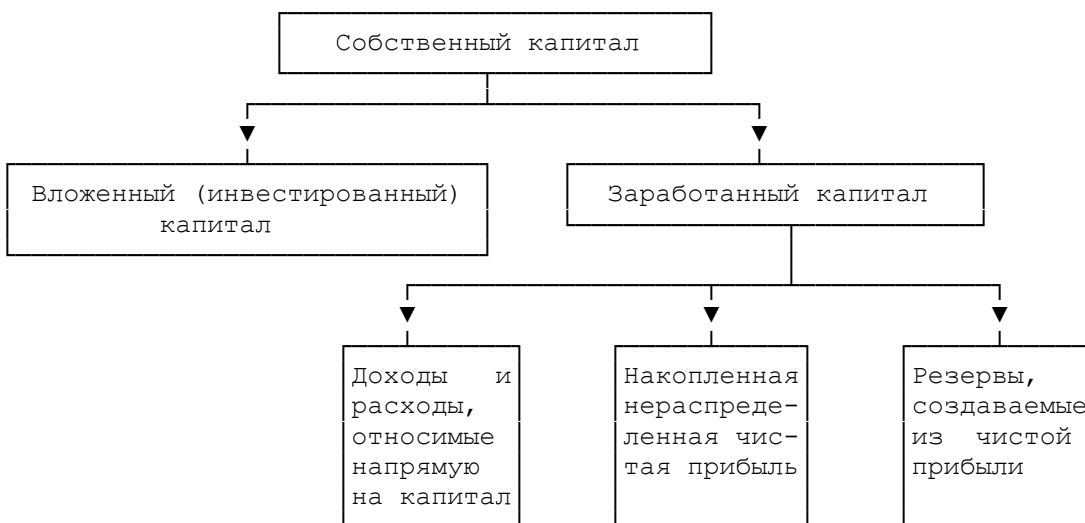 Собственный капитал
Вложенный (инвестированный)
капитал
Заработанный капитал
Доходы и
расходы,
относимые
напрямую
на капитал
Накопленная
нераспреде-
ленная чис-
тая прибыль
Резервы,
создаваемые
из чистой
прибыли